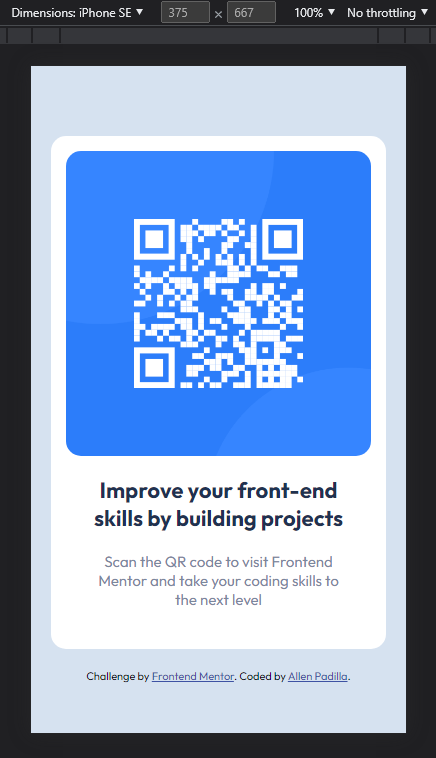 Dimensions: iPhone SE ▼ 375 × 667 100% ▼ No throttling ▼
Improve your front-end
skills by building projects
Scan the QR code to visit Frontend
Mentor and take your coding skills to
the next level
Challenge by Frontend Mentor. Coded by Allen Padilla.